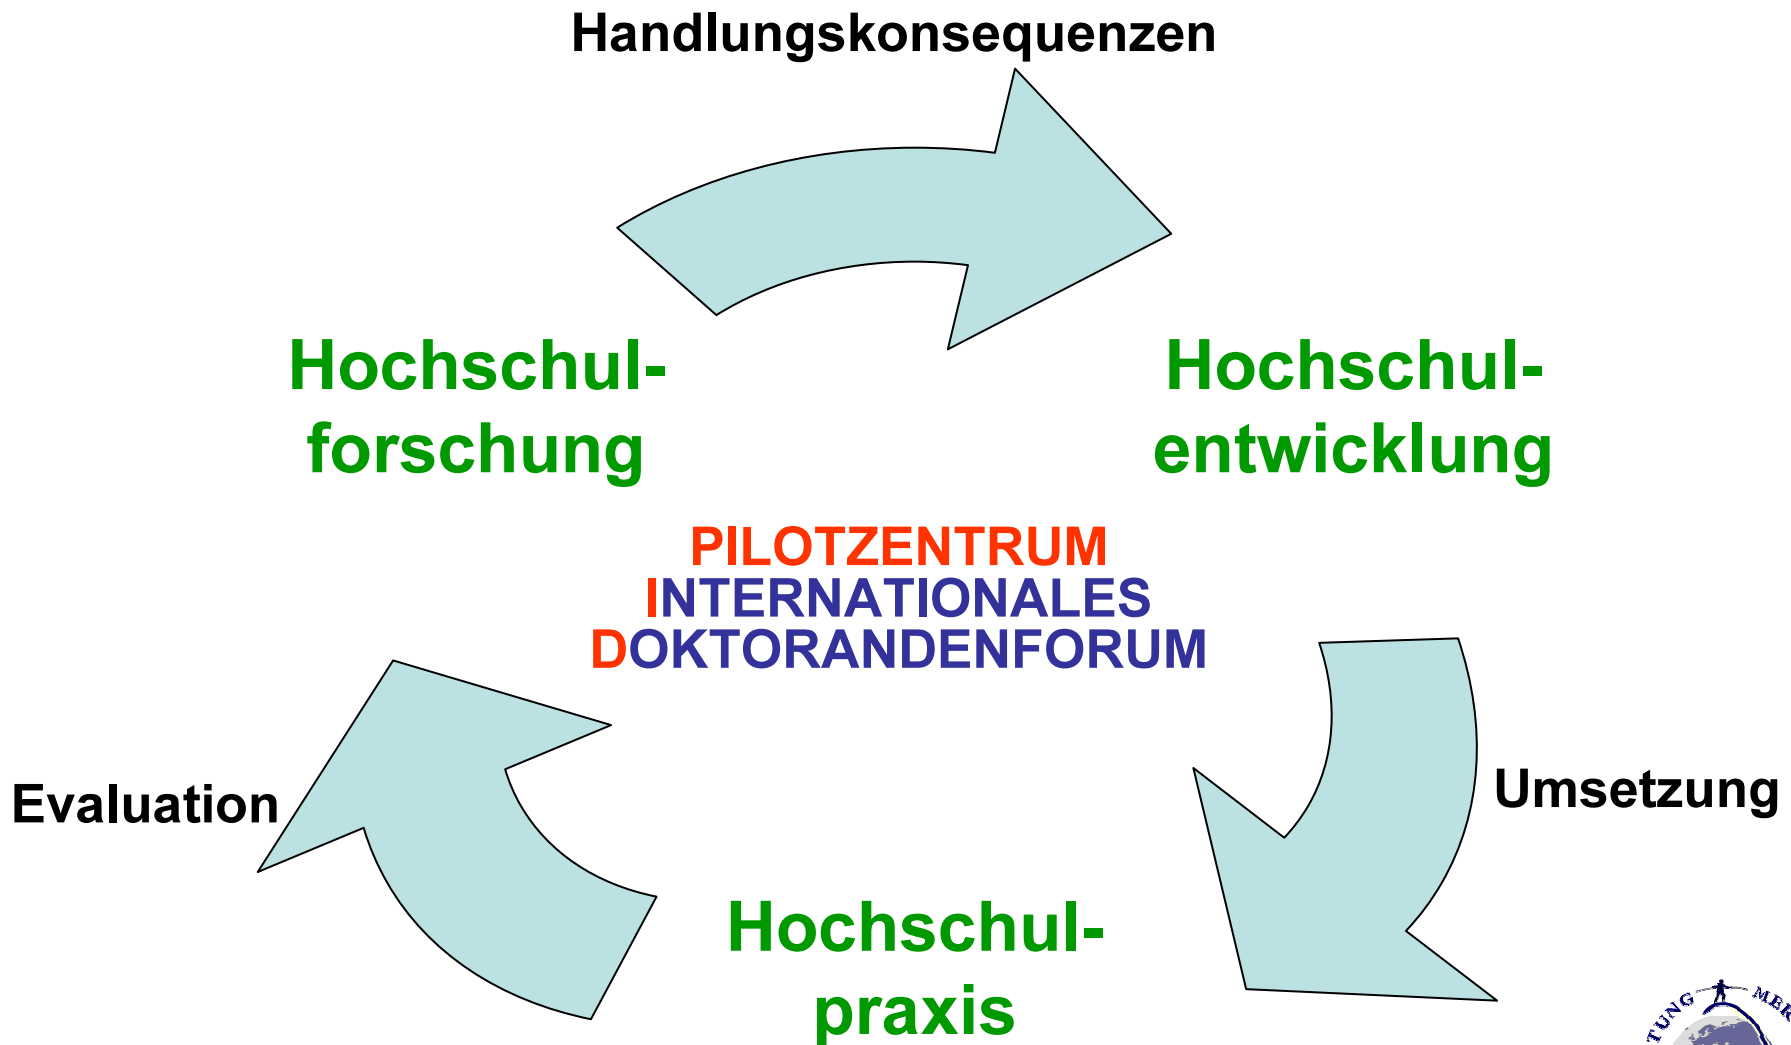 Handlungskonsequenzen
Hochschul-
forschung
Hochschul-
entwicklung
PILOTZENTRUM
INTERNATIONALES
DOKTORANDENFORUM
Evaluation
Umsetzung
Hochschul-
praxis